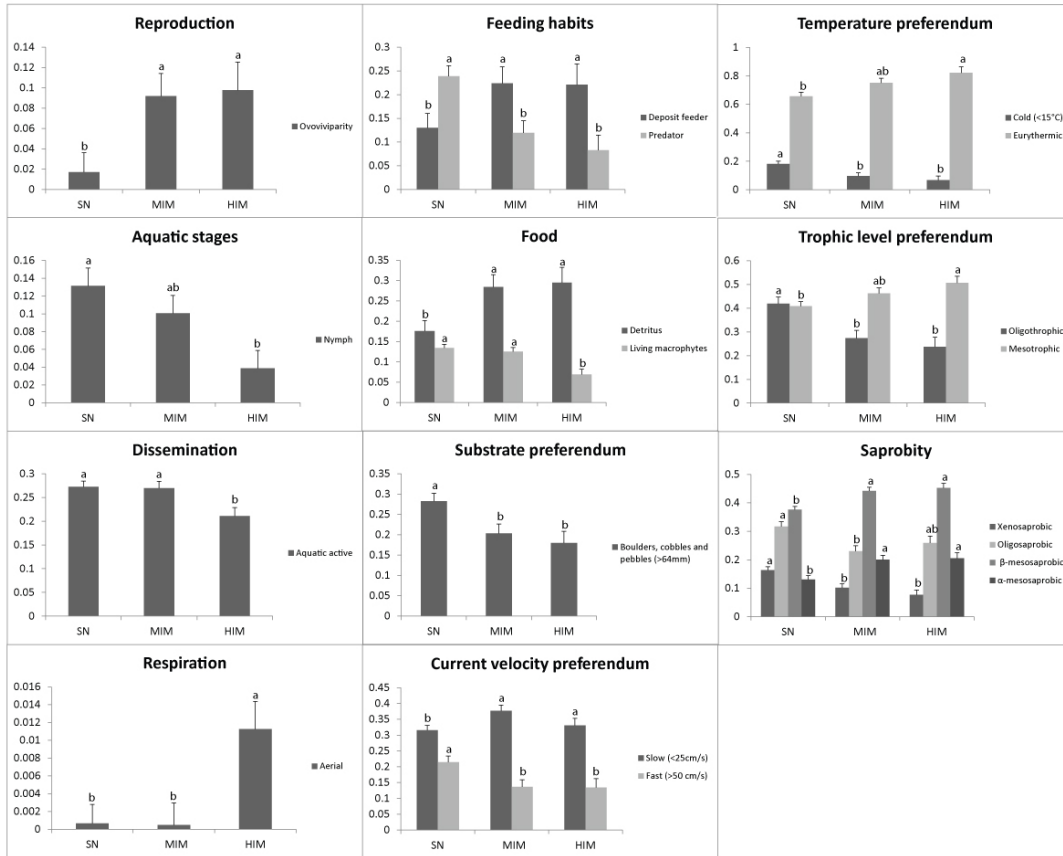 Reproduction
0.14
0.12
0.1
0.08
0.06
0.04
0.02
0
b
a
a
SN
MIM
HIM
Ovoviviparity
Feeding habits
0.3
0.25
0.2
0.15
0.1
0.05
0
b
a
a
b
a
b
SN
MIM
HIM
Deposit feeder
Predator
Temperature preferendum
1
0.8
0.6
0.4
0.2
0
a
b
b
ab
b
a
SN
MIM
HIM
Cold (<15°C)
Eurythermic
Aquatic stages
0.16
0.14
0.12
0.1
0.08
0.06
0.04
0.02
0
a
ab
b
SN
MIM
HIM
Nymph
Food
0.35
0.3
0.25
0.2
0.15
0.1
0.05
0
b
a
a
a
a
b
SN
MIM
HIM
Detritus
Living macrophytes
Trophic level preferendum
0.6
0.5
0.4
0.3
0.2
0.1
0
a
b
b
ab
b
a
SN
MIM
HIM
Oligothrophic
Mesotrophic
Dissemination
0.3
0.25
0.2
0.15
0.1
0.05
0
a
a
b
SN
MIM
HIM
Aquatic active
Substrate preferendum
0.35
0.3
0.25
0.2
0.15
0.1
0.05
0
a
b
b
SN
MIM
HIM
Boulders, cobbles and
pebbles (>64mm)
Saprobity
0.5
0.4
0.3
0.2
0.1
0
a
a
b
b
b
b
a
a
b
ab
a
a
SN
MIM
HIM
Xenosaprobic
Oligosaprobic
β-mesosaprobic
α-mesosaprobic
Respiration
0.016
0.014
0.012
0.01
0.008
0.006
0.004
0.002
0
b
b
a
SN
MIM
HIM
Aerial
Current velocity preferendum
0.45
0.4
0.35
0.3
0.25
0.2
0.15
0.1
0.05
0
b
a
a
b
a
b
SN
MIM
HIM
Slow (<25cm/s)
Fast (>50 cm/s)